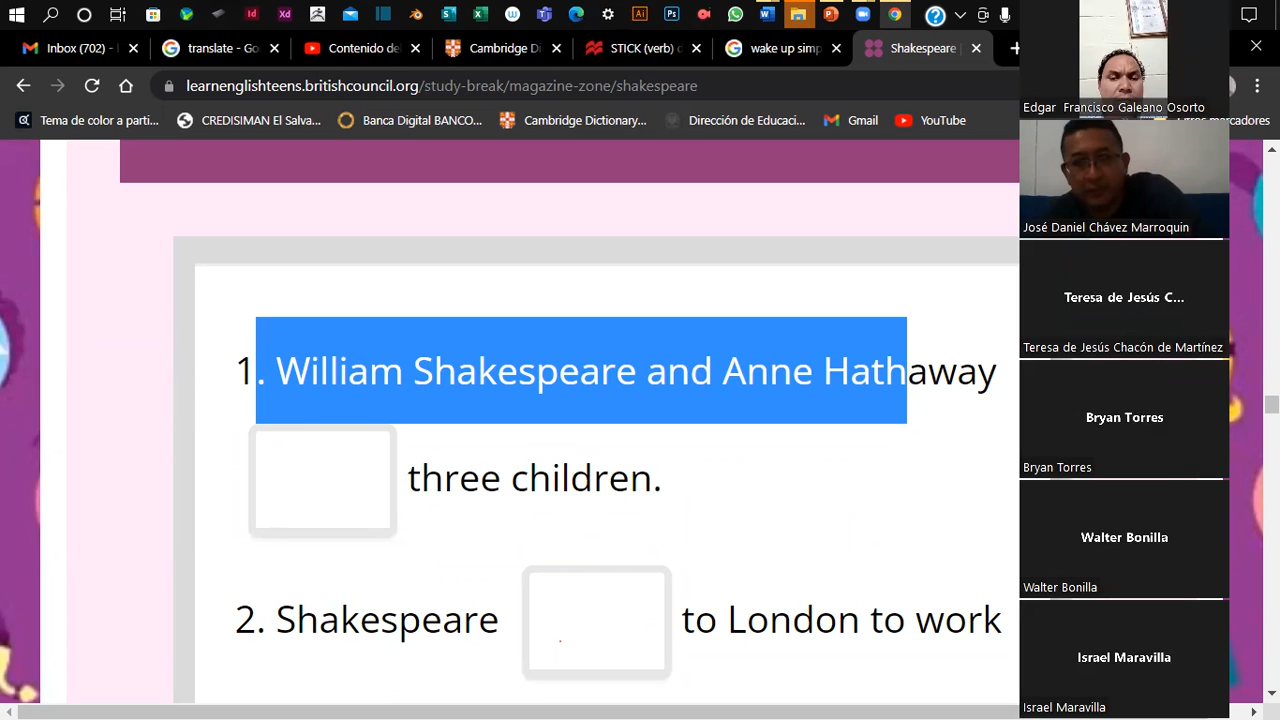 Inbox (702) -
translate - Go
Contenido del
Cambridge D
STICK (verb) c
wake up simp
Shakespeare |
learnenglishteens.britishcouncil.org/study-break/magazine-zone/shakespeare
Tema de color a parti...
CREDISIMAN El Salva...
Banca Digital BANCO...
Cambridge Dictionary...
Dirección de Educaci...
Gmail
YouTube
Otros marcadores
1. William Shakespeare and Anne Hathaway
three children.
2. Shakespeare to London to work
Edgar Francisco Galeano Osorto
José Daniel Chávez Marroquin
Teresa de Jesús C...
Teresa de Jesús Chacón de Martínez
Bryan Torres
Bryan Torres
Walter Bonilla
Walter Bonilla
Israel Maravilla
Israel Maravilla